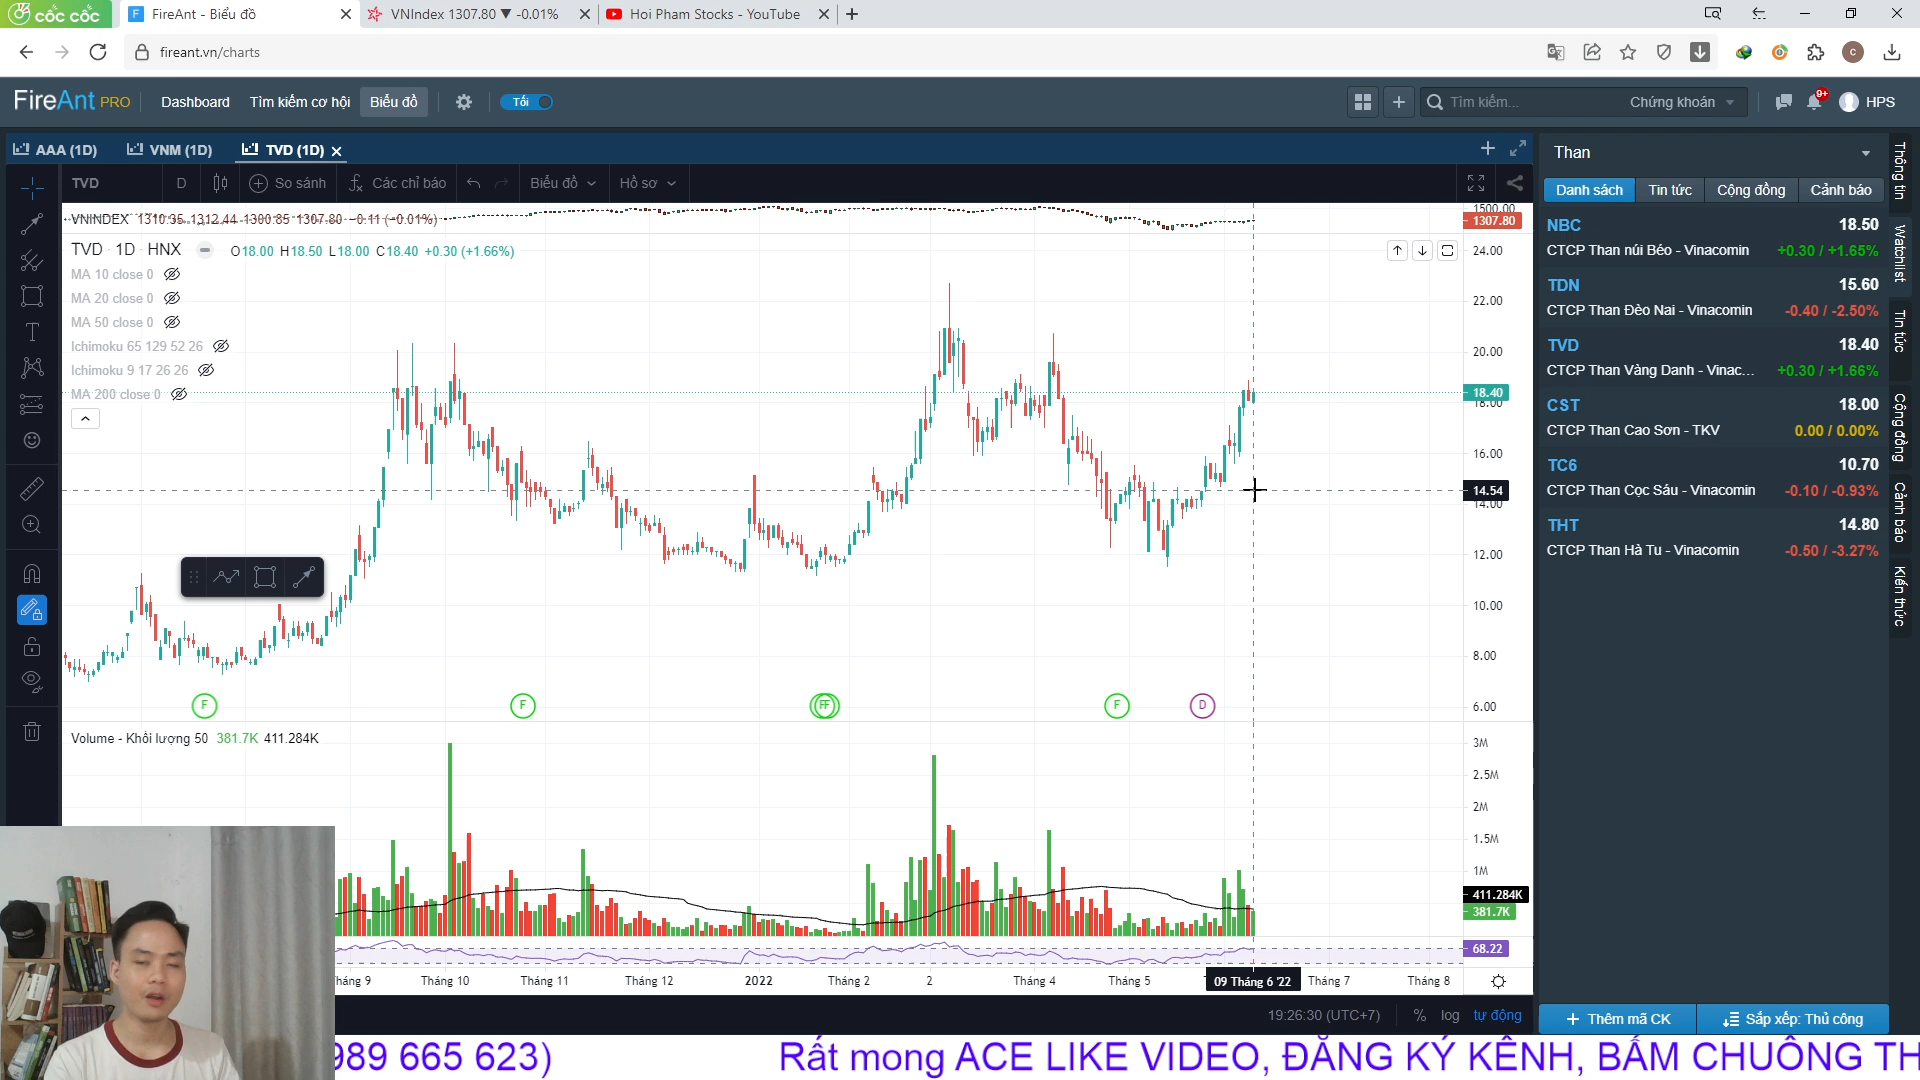 cốc cốc
FireAnt - Biểu đồ
VNIndex 1307.80 ▼ -0.01%
Hoi Pham Stocks - YouTube
fireant.vn/charts
C
FireAnt PRO
Dashboard
Tìm kiếm cơ hội
Biểu đồ
Tối
Tìm kiếm...
Chứng khoán
9+
HPS
AAA (1D)
VNM (1D)
TVD (1D)
TVD
D
So sánh
Các chỉ báo
Biểu đồ
Hồ sơ
VNINDEX 1310.35 1312.44 1300.85 1307.80 -0.11 (-0.01%)
1500.00
1307.80
TVD 1D HNX
O18.00 H18.50 L18.00 C18.40 +0.30 (+1.66%)
MA 10 close 0
MA 20 close 0
MA 50 close 0
Ichimoku 65 129 52 26
Ichimoku 9 17 26 26
MA 200 close 0
24.00
22.00
20.00
18.40
18.00
16.00
14.54
14.00
12.00
10.00
8.00
6.00
F
F
FF
F
D
Volume - Khối lượng 50 381.7K 411.284K
3M
2.5M
2M
1.5M
1M
411.284K
381.7K
68.22
háng 9
Tháng 10
Tháng 11
Tháng 12
2022
Tháng 2
2
Tháng 4
Tháng 5
09 Tháng 6 '22
Tháng 7
Tháng 8
19:26:30 (UTC+7)
%
log
tự động
Than
Danh sách
Tin tức
Cộng đồng
Cảnh báo
NBC 18.50
CTCP Than núi Béo - Vinacomin +0.30 / +1.65%
TDN 15.60
CTCP Than Đèo Nai - Vinacomin -0.40 / -2.50%
TVD 18.40
CTCP Than Vàng Danh - Vinac... +0.30 / +1.66%
CST 18.00
CTCP Than Cao Sơn - TKV 0.00 / 0.00%
TC6 10.70
CTCP Than Cọc Sáu - Vinacomin -0.10 / -0.93%
THT 14.80
CTCP Than Hà Tu - Vinacomin -0.50 / -3.27%
Thông tin
Watchlist
Tin tức
Cộng đồng
Cảnh báo
Kiến thức
Thêm mã CK
Sắp xếp: Thủ công
989 665 623)
Rất mong ACE LIKE VIDEO, ĐĂNG KÝ KÊNH, BẤM CHUÔNG TH